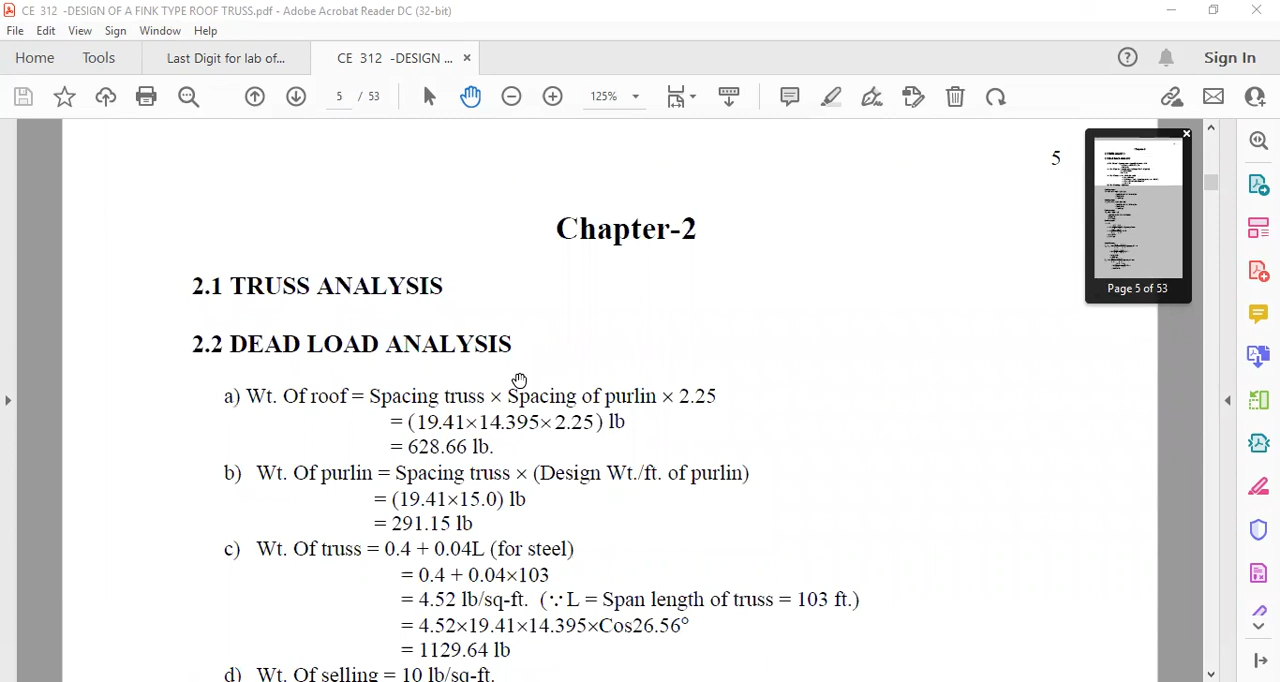 CE 312 -DESIGN OF A FINK TYPE ROOF TRUSS.pdf - Adobe Acrobat Reader DC (32-bit)
File Edit View Sign Window Help
Home Tools Last Digit for lab of... CE 312 -DESIGN ... × Sign In
5 / 53 125%
5
Chapter-2
2.1 TRUSS ANALYSIS
2.2 DEAD LOAD ANALYSIS
a) Wt. Of roof = Spacing truss × Spacing of purlin × 2.25
= (19.41×14.395×2.25) lb
= 628.66 lb.
b) Wt. Of purlin = Spacing truss × (Design Wt./ft. of purlin)
= (19.41×15.0) lb
= 291.15 lb
c) Wt. Of truss = 0.4 + 0.04L (for steel)
= 0.4 + 0.04×103
= 4.52 lb/sq-ft. (∵L = Span length of truss = 103 ft.)
= 4.52×19.41×14.395×Cos26.56°
= 1129.64 lb
d) Wt. Of selling = 10 lb/sq-ft.
Page 5 of 53